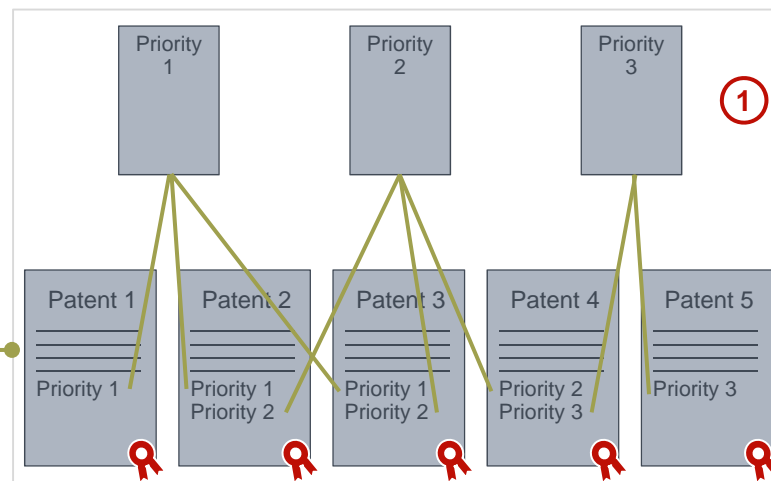 Priority
1
Priority
2
Priority
3
1
Patent 1
Patent 2
Patent 3
Patent 4
Patent 5
Priority 1
Priority 1
Priority 2
Priority 1
Priority 2
Priority 2
Priority 3
Priority 3